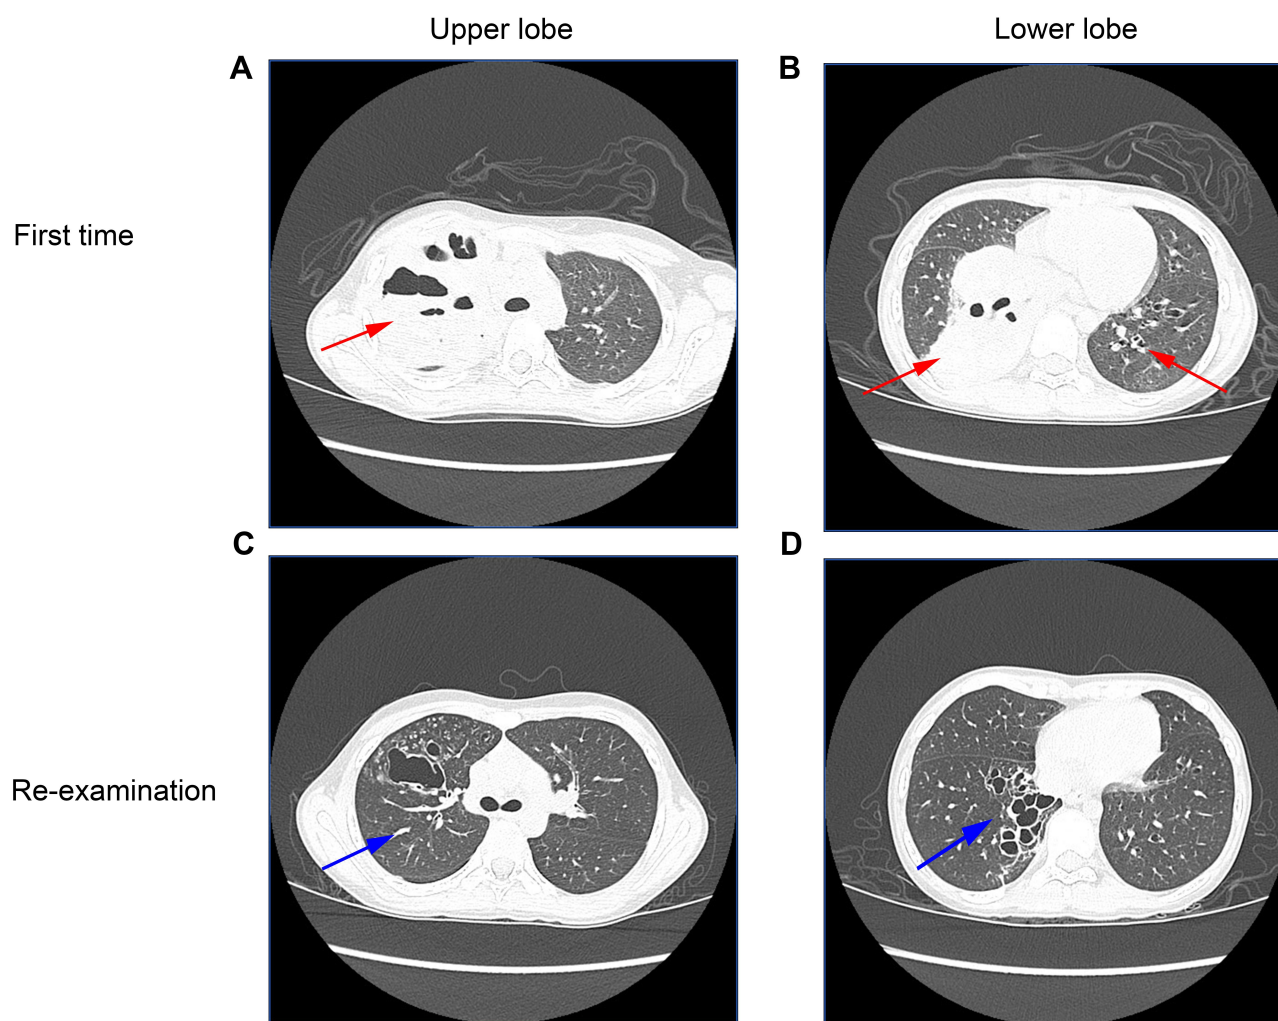 Upper lobe
Lower lobe
A
B
First time
C
D
Re-examination